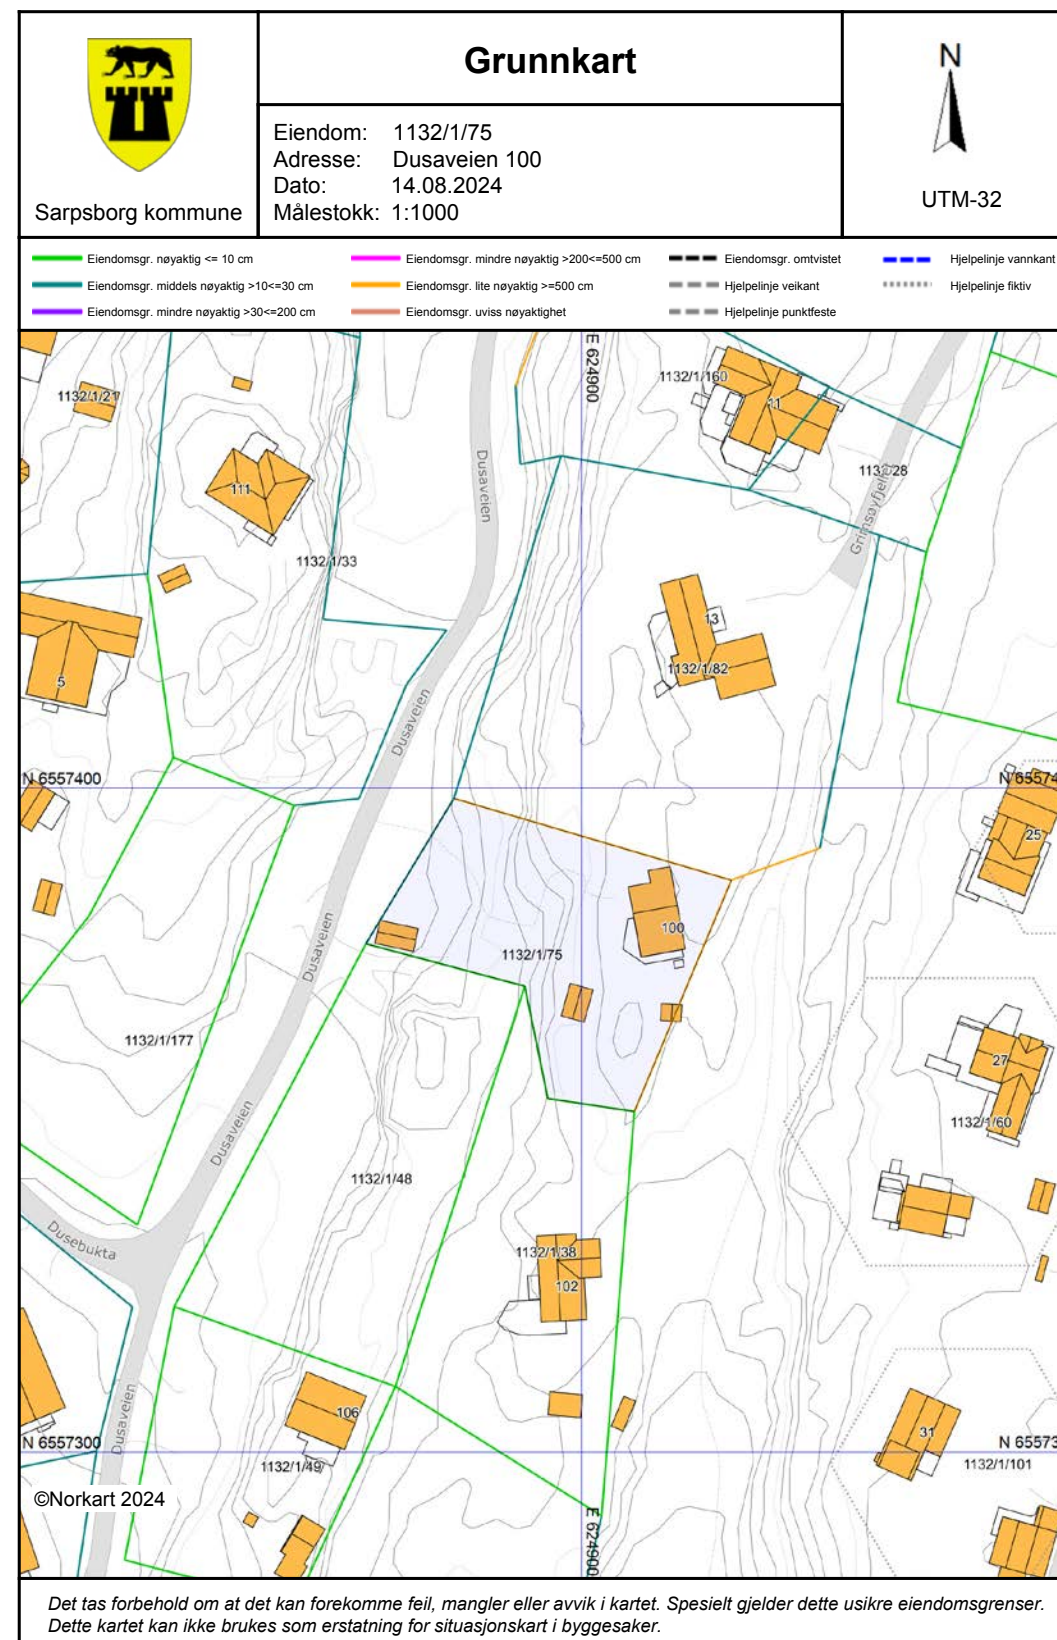 Grunnkart
Sarpsborg kommune
Eiendom: 1132/1/75
Adresse: Dusaveien 100
Dato: 14.08.2024
Målestokk: 1:1000
N
UTM-32
Eiendomsgr. nøyaktig <= 10 cm
Eiendomsgr. middels nøyaktig >10<=30 cm
Eiendomsgr. mindre nøyaktig >30<=200 cm
Eiendomsgr. mindre nøyaktig >200<=500 cm
Eiendomsgr. lite nøyaktig >=500 cm
Eiendomsgr. uviss nøyaktighet
Eiendomsgr. omtvistet
Hjelpelinje veikant
Hjelpelinje punktfeste
Hjelpelinje vannkant
Hjelpelinje fiktiv
E 624900
1132/1/160
1132/1/21
11
Dusaveien
111
1132/1/33
13
1132/1/82
5
Dusaveien
N 6557400
25
100
1132/1/75
Dusaveien
1132/1/177
27
1132/1/60
Dusaveien
1132/1/48
Dusebukta
1132/1/38
102
106
Dusaveien
31
N 6557300
1132/1/49
1132/1/101
©Norkart 2024
E 624900
Det tas forbehold om at det kan forekomme feil, mangler eller avvik i kartet. Spesielt gjelder dette usikre eiendomsgrenser.
Dette kartet kan ikke brukes som erstatning for situasjonskart i byggesaker.